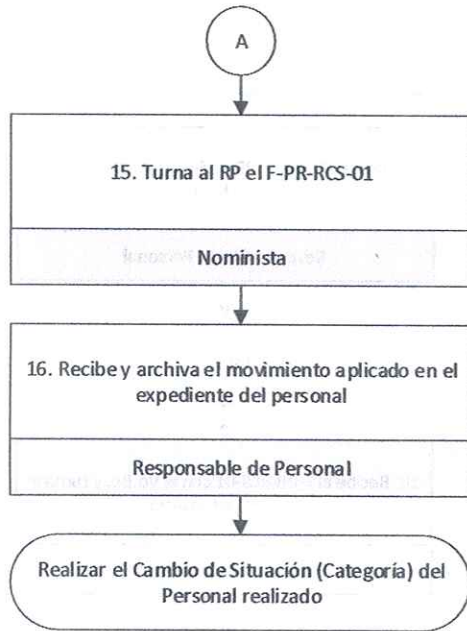 A
15. Turna al RP el F-PR-RCS-01
Nominista
16. Recibe y archiva el movimiento aplicado en el
expediente del personal
Responsable de Personal
Realizar el Cambio de Situación (Categoría) del
Personal realizado